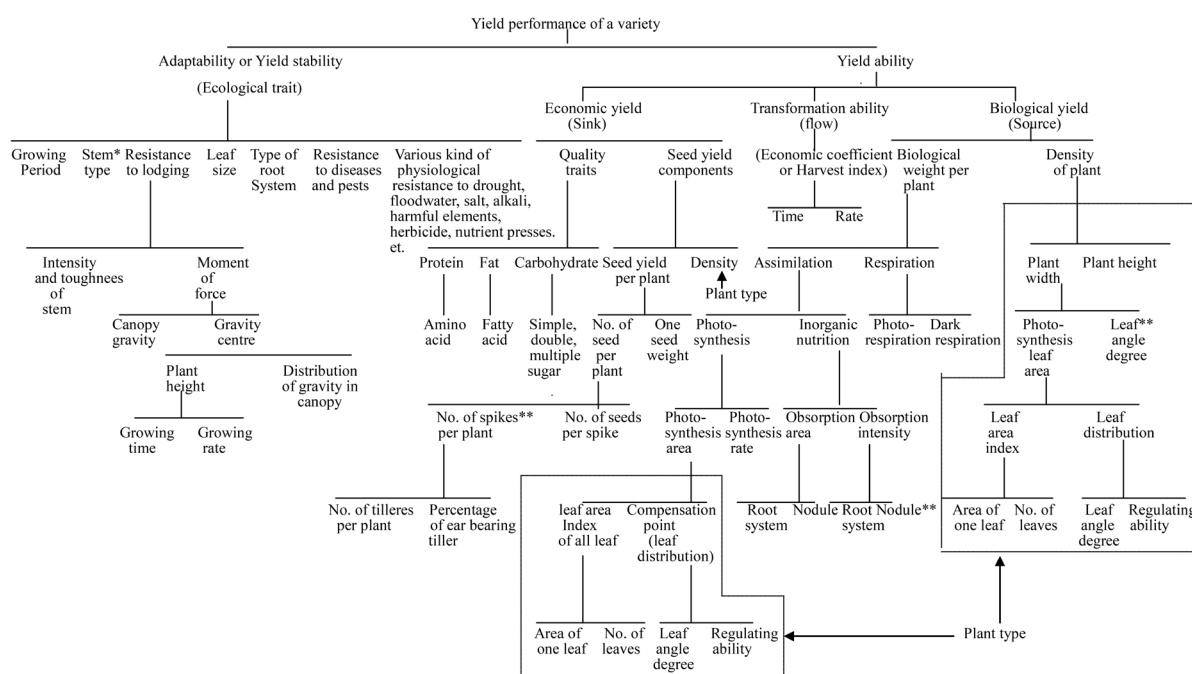 Yield performance of a variety
Adaptability or Yield stability
(Ecological trait)
Yield ability
Economic yield
(Sink)
Transformation ability
(flow)
Biological yield
(Source)
Growing
Period
Stem*
type
Resistance
to lodging
Leaf
size
Type of
root
System
Resistance
to diseases
and pests
Various kind of
physiological
resistance to drought,
floodwater, salt, alkali,
harmful elements,
herbicide, nutrient presses.
et.
Quality
traits
Seed yield
components
(Economic coefficient
or Harvest index)
Biological
weight per
plant
Density
of plant
Time
Rate
Intensity
and toughnees
of
stem
Moment
of
force
Protein
Fat
Carbohydrate
Seed yield
per plant
Density
Plant type
Assimilation
Respiration
Plant
width
Plant height
Canopy
gravity
Gravity
centre
Amino
acid
Fatty
acid
Simple,
double,
multiple
sugar
No. of
seed
per
plant
One
seed
weight
Photo-
synthesis
Inorganic
nutrition
Photo-
respiration
Dark
respiration
Photo-
synthesis
leaf
area
Leaf**
angle
degree
Plant
height
Distribution
of gravity in
canopy
Growing
time
Growing
rate
No. of spikes**
per plant
No. of seeds
per spike
Photo-
synthesis
area
Photo-
synthesis
rate
Obsorption
area
Obsorption
intensity
Leaf
area
index
Leaf
distribution
No. of tilleres
per plant
Percentage
of ear bearing
tiller
leaf area
Index
of all leaf
Compensation
point
(leaf
distribution)
Root
system
Nodule
Root
system
Nodule**
Area of
one leaf
No. of
leaves
Leaf
angle
degree
Regulating
ability
Area of
one leaf
No. of
leaves
Leaf
angle
degree
Regulating
ability
Plant type